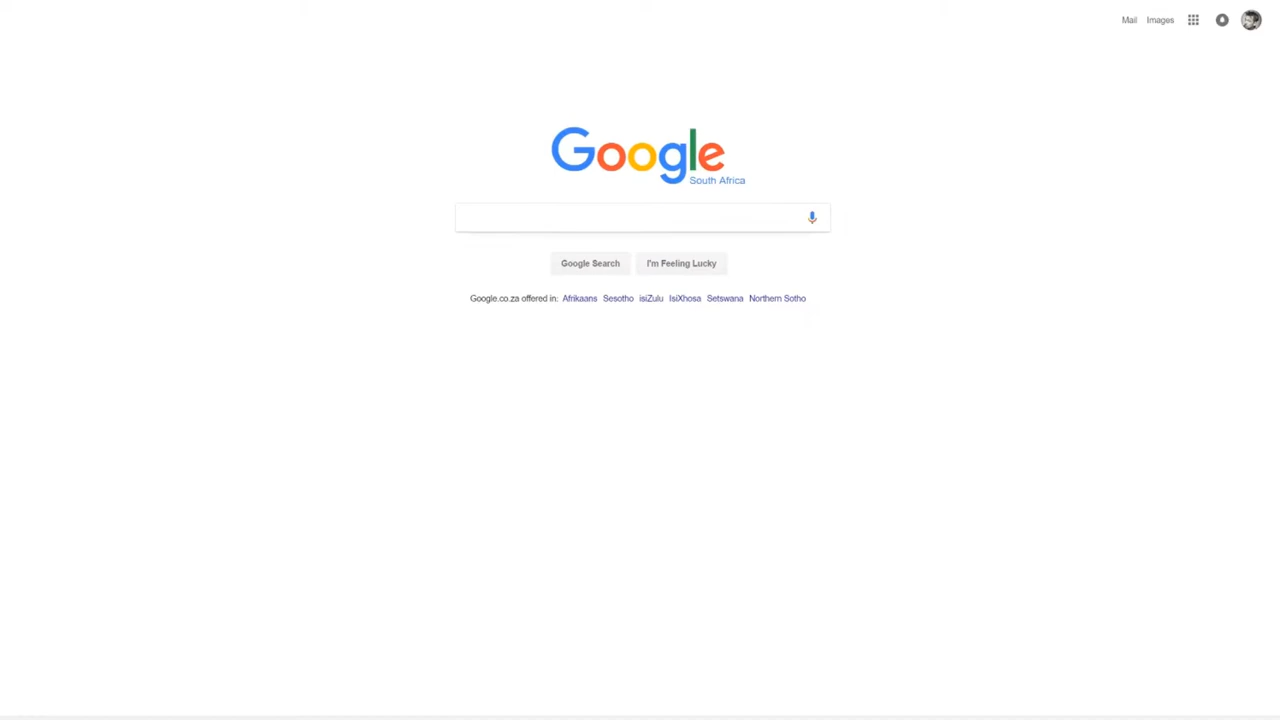 Mail Images
Google
South Africa
Google Search I'm Feeling Lucky
Google.co.za offered in: Afrikaans Sesotho isiZulu IsiXhosa Setswana Northern Sotho